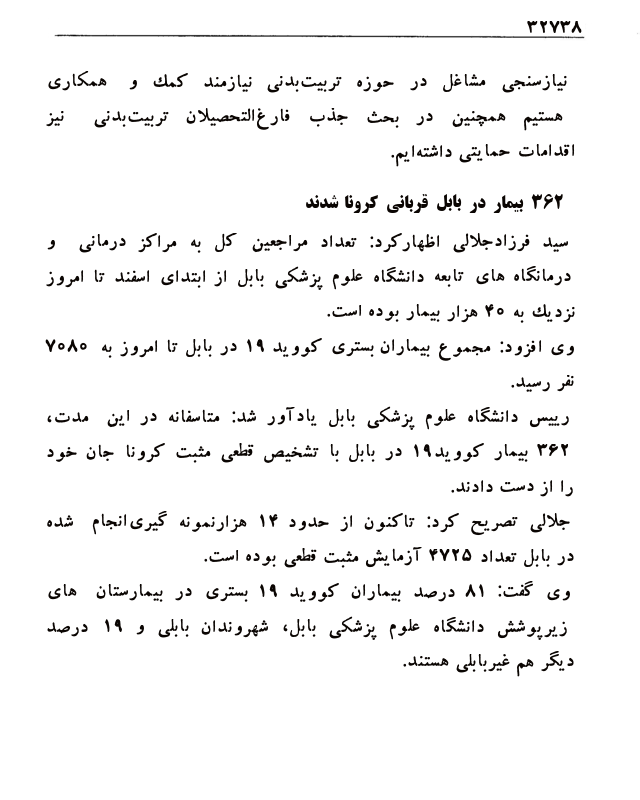 ۳۲۷۳۸
نیازسنجی مشاغل در حوزه تربیت‌بدنی نیازمند کمك و همکاری
هستیم همچنین در بحث جذب فارغ‌التحصیلان تربیت‌بدنی نیز
اقدامات حمایتی داشته‌ایم.
۳۶۲ بیمار در بابل قربانی کرونا شدند
سید فرزادجلالی اظهارکرد: تعداد مراجعین کل به مراکز درمانی و
درمانگاه های تابعه دانشگاه علوم پزشکی بابل از ابتدای اسفند تا امروز
نزدیك به ۴۰ هزار بیمار بوده است.
وی افزود: مجموع بیماران بستری کووید ۱۹ در بابل تا امروز به ۷۰۸۰
نفر رسید.
رییس دانشگاه علوم پزشکی بابل یادآور شد: متاسفانه در این مدت،
۳۶۲ بیمار کووید۱۹ در بابل با تشخیص قطعی مثبت کرونا جان خود
را از دست دادند.
جلالی تصریح کرد: تاکنون از حدود ۱۴ هزارنمونه گیری‌انجام شده
در بابل تعداد ۴۷۲۵ آزمایش مثبت قطعی بوده است.
وی گفت: ۸۱ درصد بیماران کووید ۱۹ بستری در بیمارستان های
زیرپوشش دانشگاه علوم پزشکی بابل، شهروندان بابلی و ۱۹ درصد
دیگر هم غیربابلی هستند.